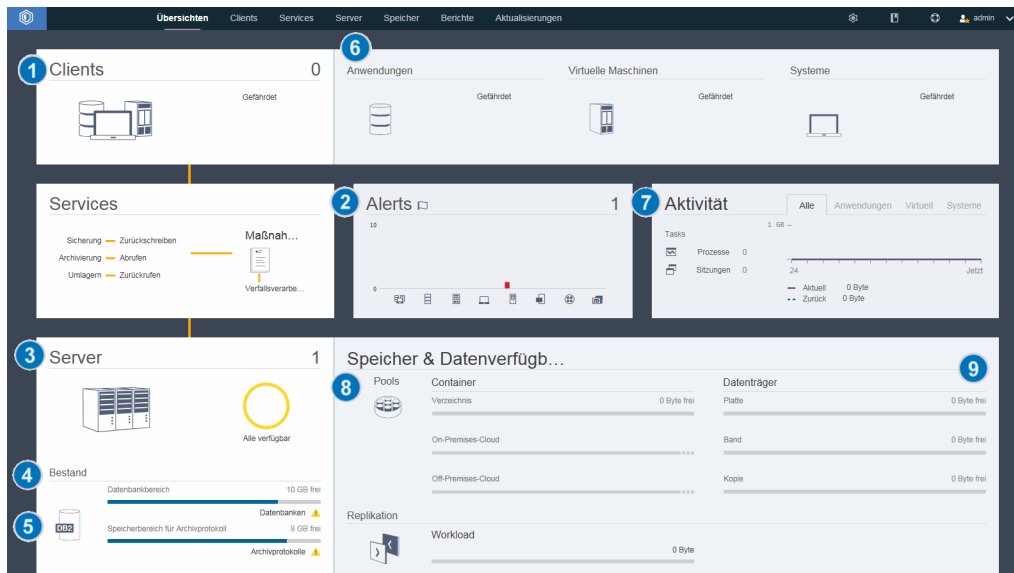 Übersichten Clients Services Server Speicher Berichte Aktualisierungen admin
1 Clients 0
Gefährdet
6
Anwendungen Virtuelle Maschinen Systeme
Gefährdet Gefährdet Gefährdet
Services
Sicherung Zurückschreiben
Archivierung Abrufen
Umlagern Zurückrufen
Maßnah...
Verfallsverarbe...
2 Alerts 1
10
0
7 Aktivität Alle Anwendungen Virtuell Systeme
Tasks
Prozesse 0
Sitzungen 0
1 GB
24 Jetzt
Aktuell 0 Byte
Zurück 0 Byte
3 Server 1
Alle verfügbar
4 Bestand
Datenbankbereich 10 GB frei
Datenbanken
5 DB2
Speicherbereich für Archivprotokoll 8 GB frei
Archivprotokolle
Speicher & Datenverfügb...
8 Pools
9
Container
Verzeichnis 0 Byte frei
On-Premises-Cloud
Off-Premises-Cloud
Datenträger
Platte 0 Byte frei
Band 0 Byte frei
Kopie 0 Byte frei
Replikation
Workload
0 Byte